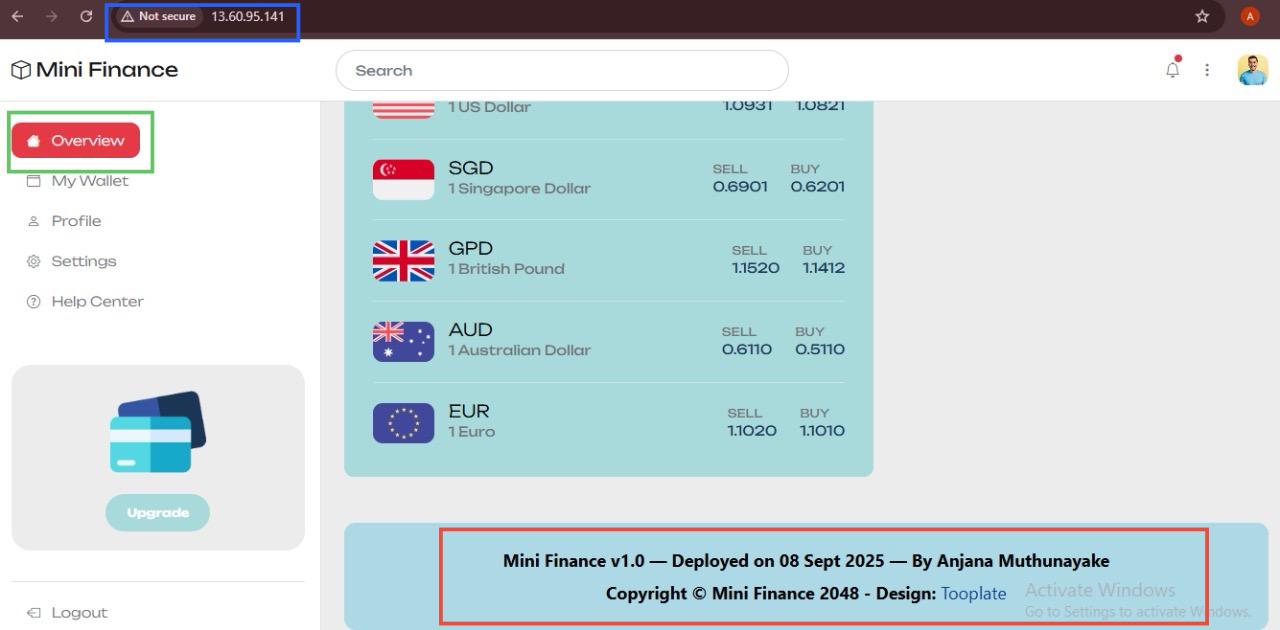 Not secure 13.60.95.141
A
Mini Finance
Search
Overview
My Wallet
Profile
Settings
Help Center
Upgrade
Logout
1 US Dollar
1.0931 1.0821
SGD
1 Singapore Dollar
SELL BUY
0.6901 0.6201
GPD
1 British Pound
SELL BUY
1.1520 1.1412
AUD
1 Australian Dollar
SELL BUY
0.6110 0.5110
EUR
1 Euro
SELL BUY
1.1020 1.1010
Mini Finance v1.0 — Deployed on 08 Sept 2025 — By Anjana Muthunayake
Copyright © Mini Finance 2048 - Design: Tooplate
Activate Windows
Go to Settings to activate Windows.